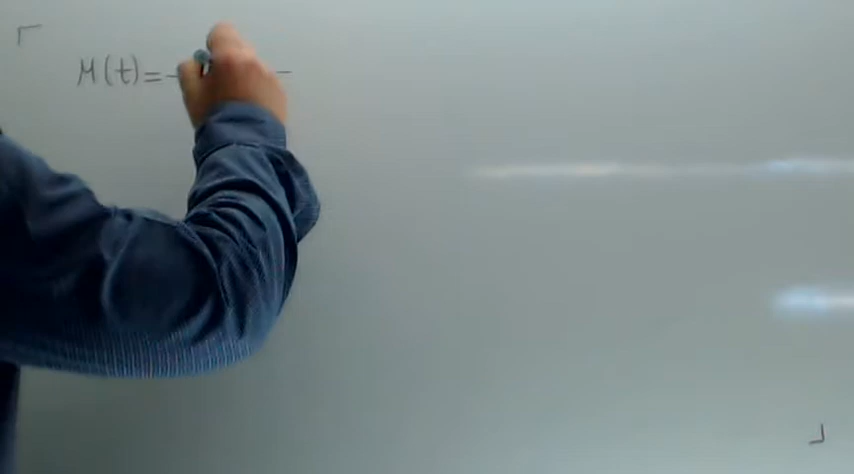 M(t) =